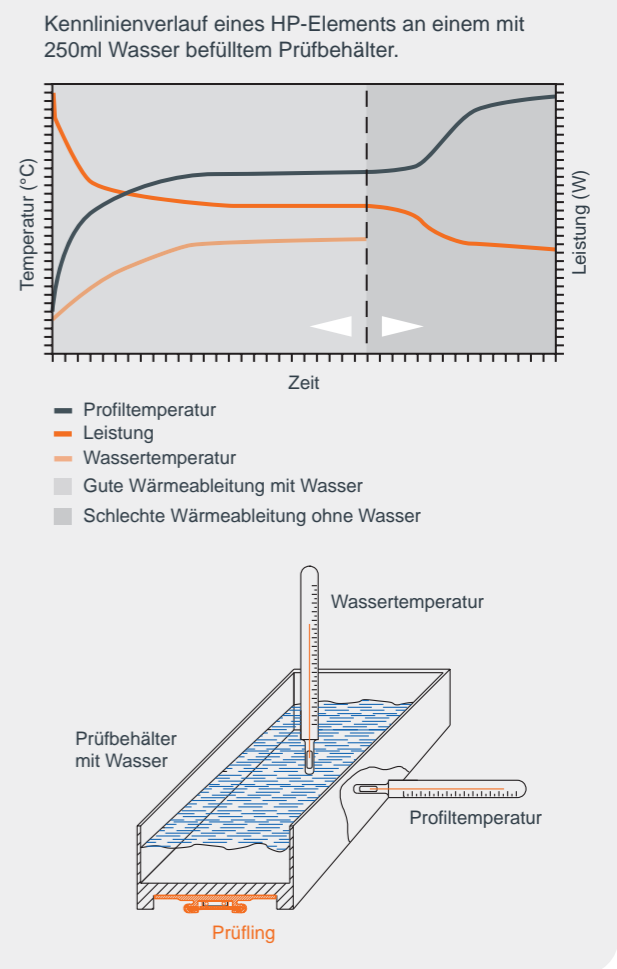 Kennlinienverlauf eines HP-Elements an einem mit
250ml Wasser befülltem Prüfbehälter.
Temperatur (°C)
Leistung (W)
Zeit
Profiltemperatur
Leistung
Wassertemperatur
Gute Wärmeableitung mit Wasser
Schlechte Wärmeableitung ohne Wasser
Wassertemperatur
Prüfbehälter
mit Wasser
Profiltemperatur
Prüfling